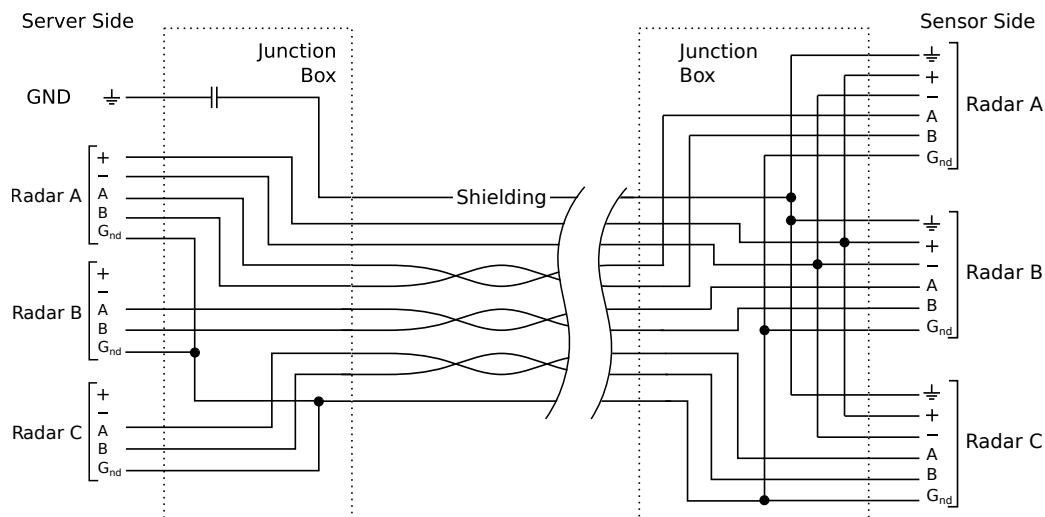 Server Side
Sensor Side
Junction
Box
Junction
Box
GND
Radar A
+
−
A
B
Gnd
Radar B
+
−
A
B
Gnd
Radar C
+
−
A
B
Gnd
Shielding
+
−
A
B
Gnd
Radar A
+
−
A
B
Gnd
Radar B
+
−
A
B
Gnd
Radar C